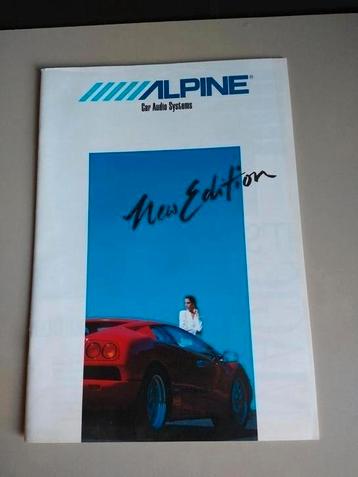 ALPINE®
Car Audio Systems
New Edition